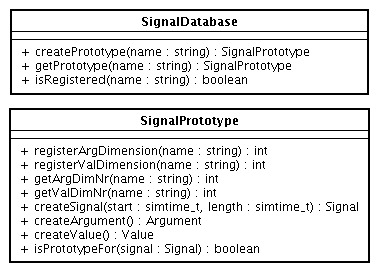 SignalDatabase
+ createPrototype(name : string) : SignalPrototype
+ getPrototype(name : string) : SignalPrototype
+ isRegistered(name : string) : boolean
SignalPrototype
+ registerArgDimension(name : string) : int
+ registerValDimension(name : string) : int
+ getArgDimNr(name : string) : int
+ getValDimNr(name : string) : int
+ createSignal(start : simtime_t, length : simtime_t) : Signal
+ createArgument() : Argument
+ createValue() : Value
+ isPrototypeFor(signal : Signal) : boolean